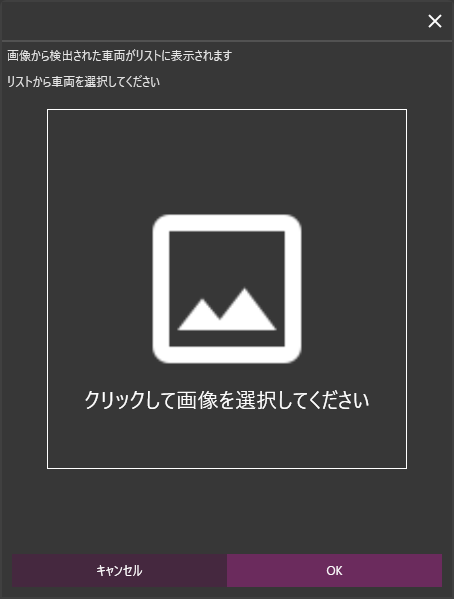 画像から検出された車両がリストに表示されます
リストから車両を選択してください
クリックして画像を選択してください
キャンセル
OK